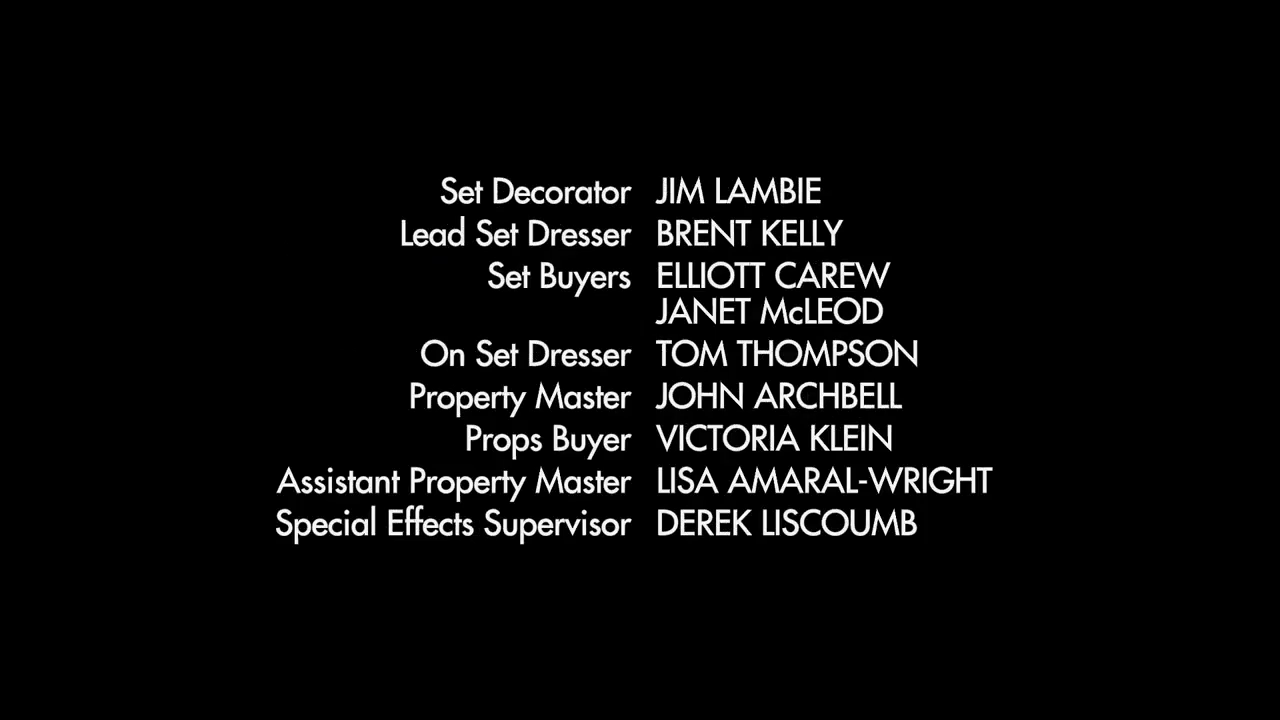 Set Decorator JIM LAMBIE
Lead Set Dresser BRENT KELLY
Set Buyers ELLIOTT CAREW
JANET McLEOD
On Set Dresser TOM THOMPSON
Property Master JOHN ARCHBELL
Props Buyer VICTORIA KLEIN
Assistant Property Master LISA AMARAL-WRIGHT
Special Effects Supervisor DEREK LISCOUMB